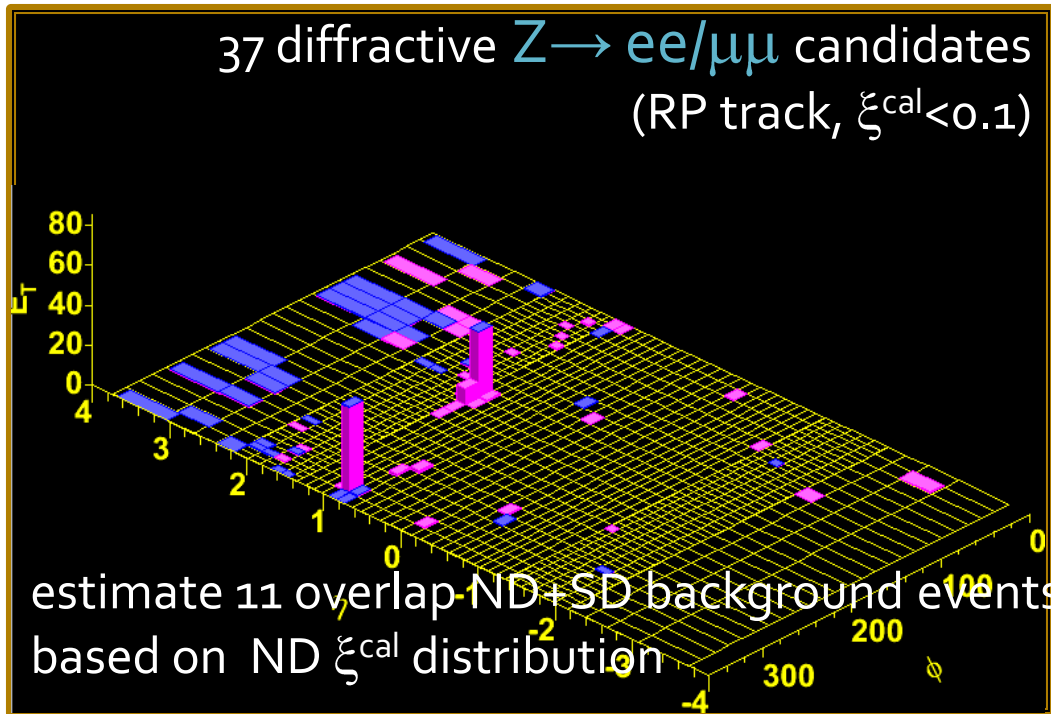 37 diffractive Z→ ee/μμ candidates
(RP track, ξcal<0.1)
80
60
40
20
0
ET
4
3
2
1
0
-1
-2
-3
-4
η
0
100
200
300
ϕ
estimate 11 overlap ND+SD background events
based on ND ξcal distribution